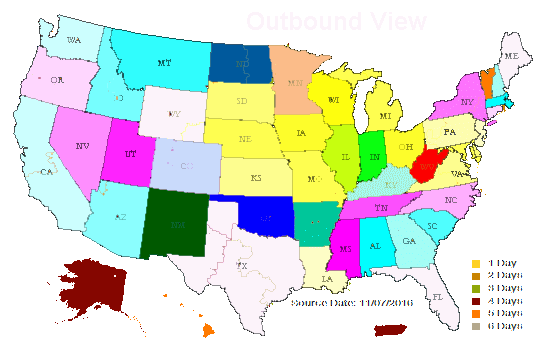 Outbound View
WA
ME
MT
ND
MN
OR
ID
SD
WI
NY
WY
MI
IA
PA
NE
OH
NV
UT
CO
IL
IN
WV
CA
KS
MO
KY
VA
AZ
NM
OK
AR
TN
NC
MS
AL
GA
SC
TX
LA
FL
Source Date: 11/07/2016
1 Day
2 Days
3 Days
4 Days
5 Days
6 Days